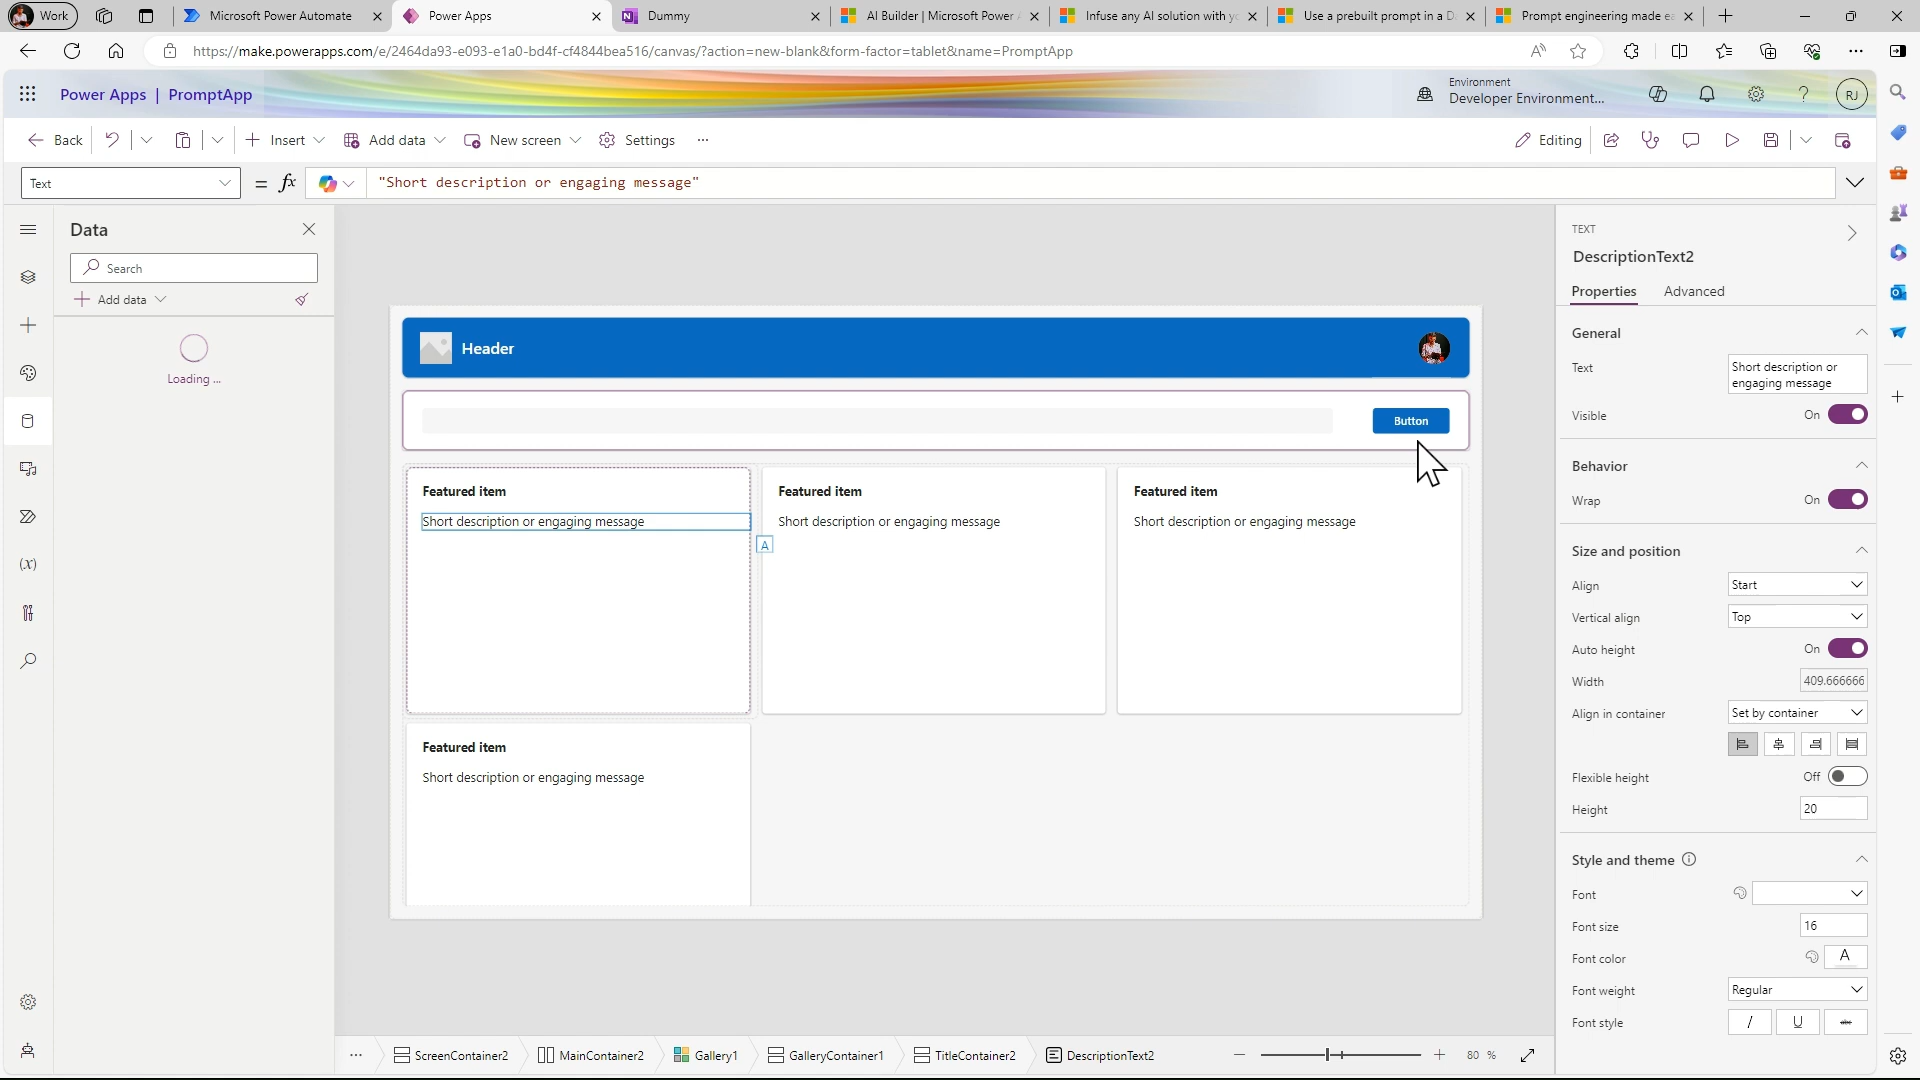 Work
Microsoft Power Automate
Power Apps
Dummy
AI Builder | Microsoft Power A
Infuse any AI solution with yo
Use a prebuilt prompt in a D
Prompt engineering made ea
https://make.powerapps.com/e/2464da93-e093-e1a0-bd4f-cf4844bea516/canvas/?action=new-blank&form-factor=tablet&name=PromptApp
Power Apps | PromptApp
Environment
Developer Environment...
RJ
Back
Insert
Add data
New screen
Settings
Editing
Text
= fx
"Short description or engaging message"
Data
Search
Add data
Loading ...
Header
Button
Featured item
Short description or engaging message
Featured item
Short description or engaging message
Featured item
Short description or engaging message
A
Featured item
Short description or engaging message
TEXT
DescriptionText2
Properties
Advanced
General
Text
Short description or
engaging message
Visible
On
Behavior
Wrap
On
Size and position
Align
Start
Vertical align
Top
Auto height
On
Width
409.666666
Align in container
Set by container
Flexible height
Off
Height
20
Style and theme
Font
Font size
16
Font color
A
Font weight
Regular
Font style
/ U abc
... ScreenContainer2 MainContainer2 Gallery1 GalleryContainer1 TitleContainer2 DescriptionText2
80 %